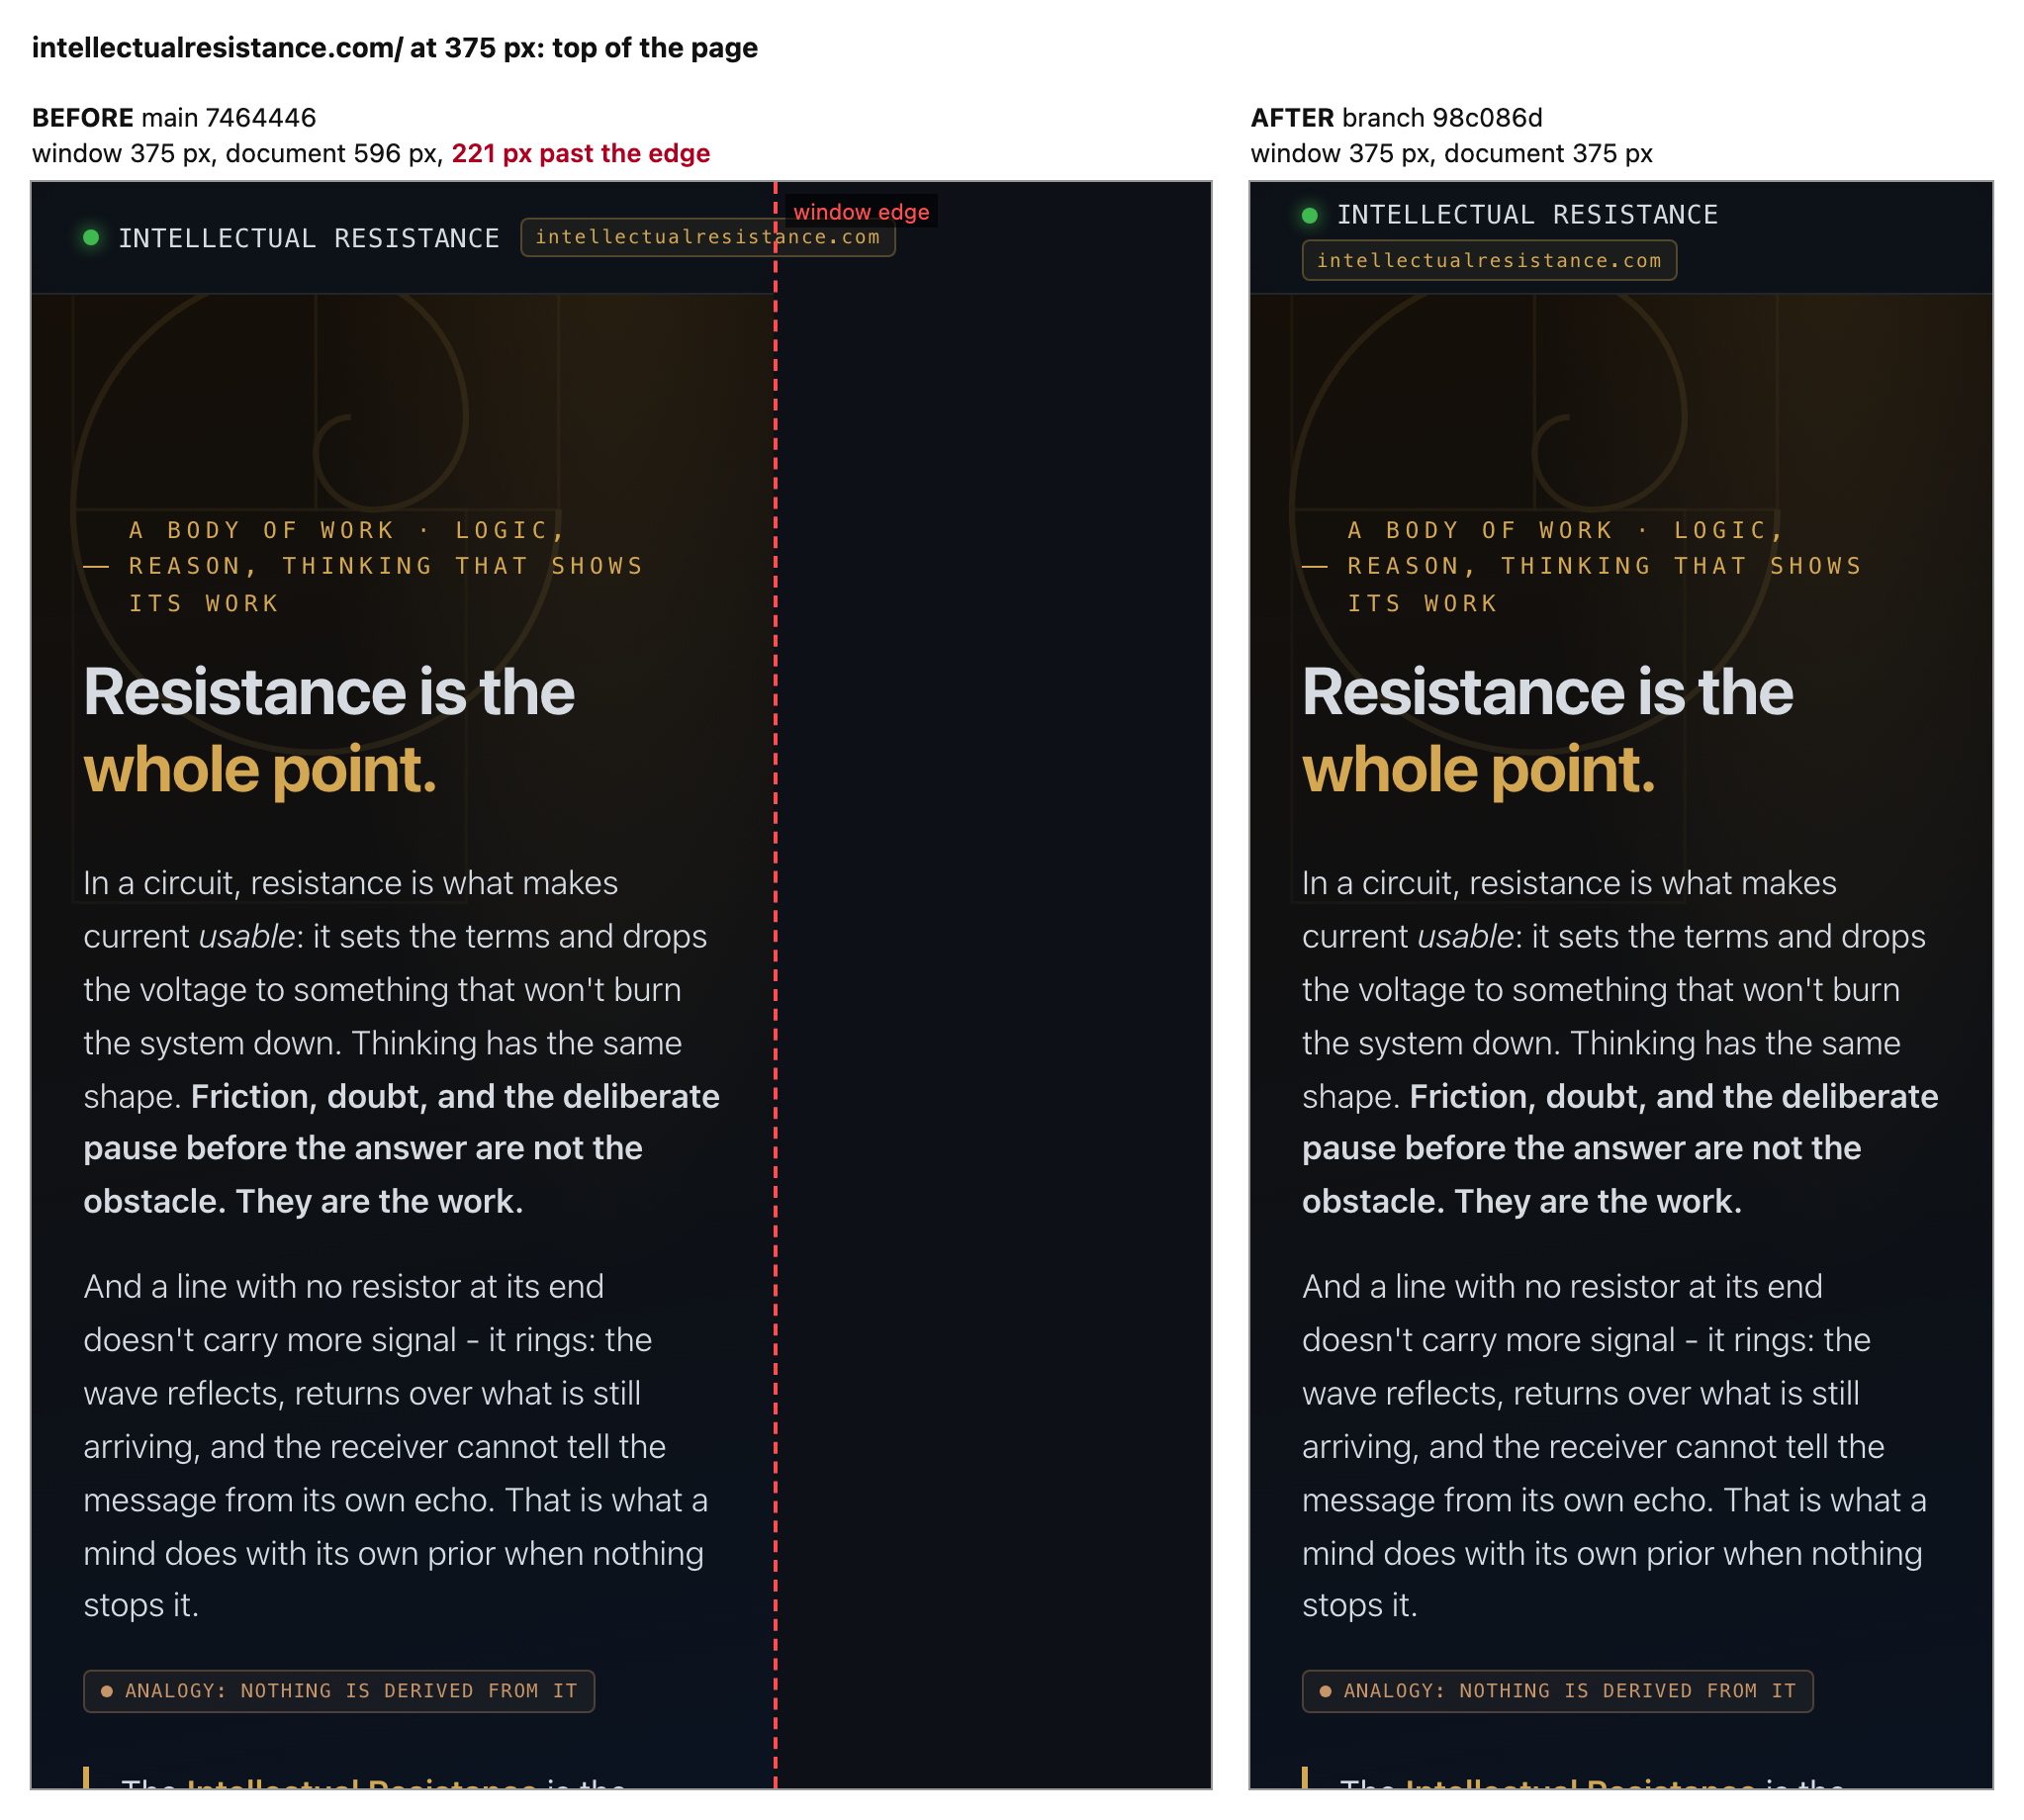 intellectualresistance.com/ at 375 px: top of the page
BEFORE main 7464446
window 375 px, document 596 px, 221 px past the edge
INTELLECTUAL RESISTANCE
intellectualresistance.com
window edge
A BODY OF WORK · LOGIC,
— REASON, THINKING THAT SHOWS
ITS WORK
Resistance is the
whole point.
In a circuit, resistance is what makes
current usable: it sets the terms and drops
the voltage to something that won't burn
the system down. Thinking has the same
shape. Friction, doubt, and the deliberate
pause before the answer are not the
obstacle. They are the work.
And a line with no resistor at its end
doesn't carry more signal - it rings: the
wave reflects, returns over what is still
arriving, and the receiver cannot tell the
message from its own echo. That is what a
mind does with its own prior when nothing
stops it.
ANALOGY: NOTHING IS DERIVED FROM IT
The Intellectual Resistance is the
AFTER branch 98c086d
window 375 px, document 375 px
INTELLECTUAL RESISTANCE
intellectualresistance.com
A BODY OF WORK · LOGIC,
— REASON, THINKING THAT SHOWS
ITS WORK
Resistance is the
whole point.
In a circuit, resistance is what makes
current usable: it sets the terms and drops
the voltage to something that won't burn
the system down. Thinking has the same
shape. Friction, doubt, and the deliberate
pause before the answer are not the
obstacle. They are the work.
And a line with no resistor at its end
doesn't carry more signal - it rings: the
wave reflects, returns over what is still
arriving, and the receiver cannot tell the
message from its own echo. That is what a
mind does with its own prior when nothing
stops it.
ANALOGY: NOTHING IS DERIVED FROM IT
The Intellectual Resistance is the